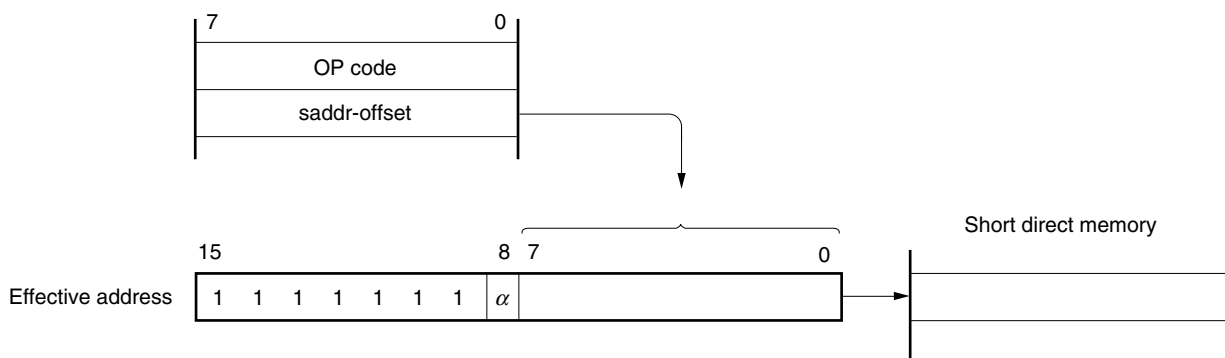 7 0
OP code
saddr-offset
Short direct memory
15 8 7 0
Effective address 1 1 1 1 1 1 1 α